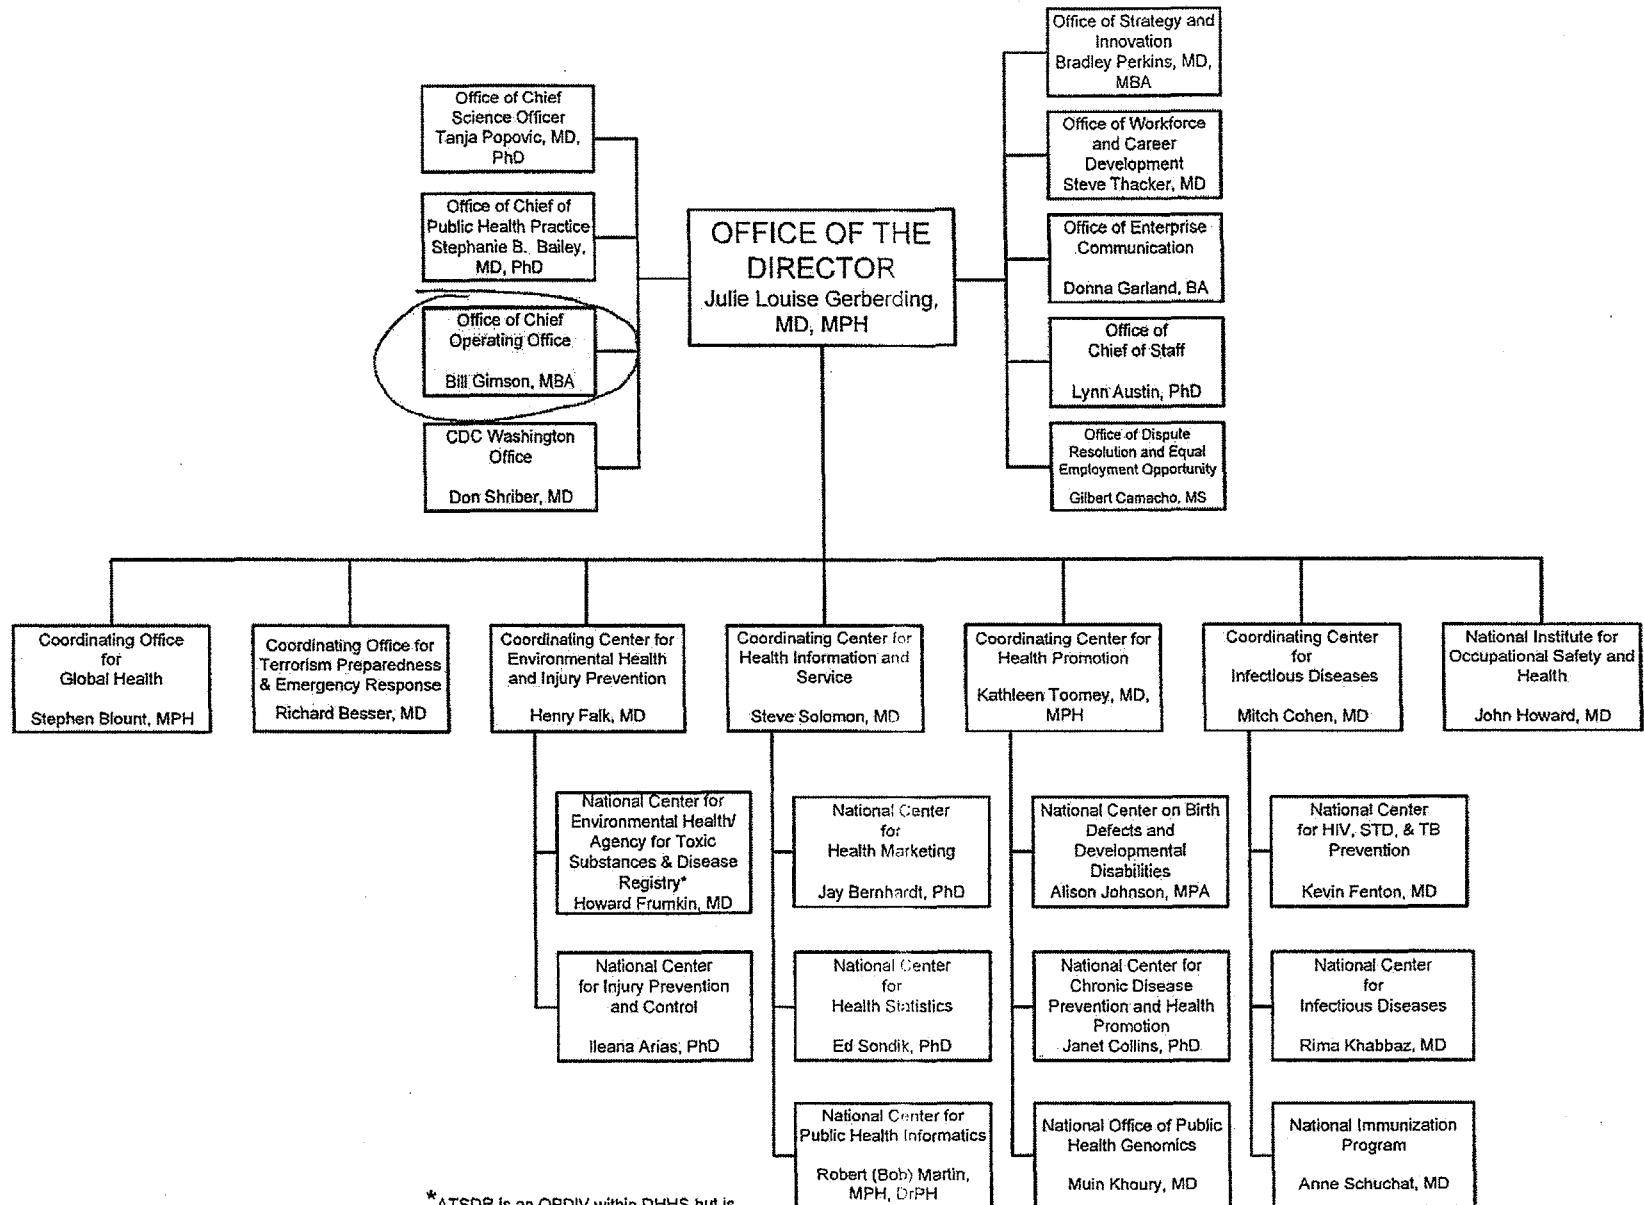 Office of Strategy and
Innovation
Bradley Perkins, MD,
MBA
Office of Chief
Science Officer
Tanja Popovic, MD,
PhD
Office of Workforce
and Career
Development
Steve Thacker, MD
Office of Chief of
Public Health Practice
Stephanie B. Bailey,
MD, PhD
OFFICE OF THE
DIRECTOR
Julie Louise Gerberding,
MD, MPH
Office of Enterprise
Communication
Donna Garland, BA
Office of Chief
Operating Office
Bill Gimson, MBA
Office of
Chief of Staff
Lynn Austin, PhD
CDC Washington
Office
Don Shriber, MD
Office of Dispute
Resolution and Equal
Employment Opportunity
Gilbert Camacho, MS
Coordinating Office
for
Global Health
Stephen Blount, MPH
Coordinating Office for
Terrorism Preparedness
& Emergency Response
Richard Besser, MD
Coordinating Center for
Environmental Health
and Injury Prevention
Henry Falk, MD
Coordinating Center for
Health Information and
Service
Steve Solomon, MD
Coordinating Center for
Health Promotion
Kathleen Toomey, MD,
MPH
Coordinating Center
for
Infectious Diseases
Mitch Cohen, MD
National Institute for
Occupational Safety and
Health
John Howard, MD
National Center for
Environmental Health/
Agency for Toxic
Substances & Disease
Registry*
Howard Frumkin, MD
National Center
for
Health Marketing
Jay Bernhardt, PhD
National Center on Birth
Defects and
Developmental
Disabilities
Alison Johnson, MPA
National Center
for HIV, STD, & TB
Prevention
Kevin Fenton, MD
National Center
for Injury Prevention
and Control
Ileana Arias, PhD
National Center
for
Health Statistics
Ed Sondik, PhD
National Center for
Chronic Disease
Prevention and Health
Promotion
Janet Collins, PhD
National Center
for
Infectious Diseases
Rima Khabbaz, MD
National Center for
Public Health Informatics
Robert (Bob) Martin,
MPH, DrPH
National Office of Public
Health Genomics
Muin Khoury, MD
National Immunization
Program
Anne Schuchat, MD
*ATSDR is an OPDIV within DHHS but is